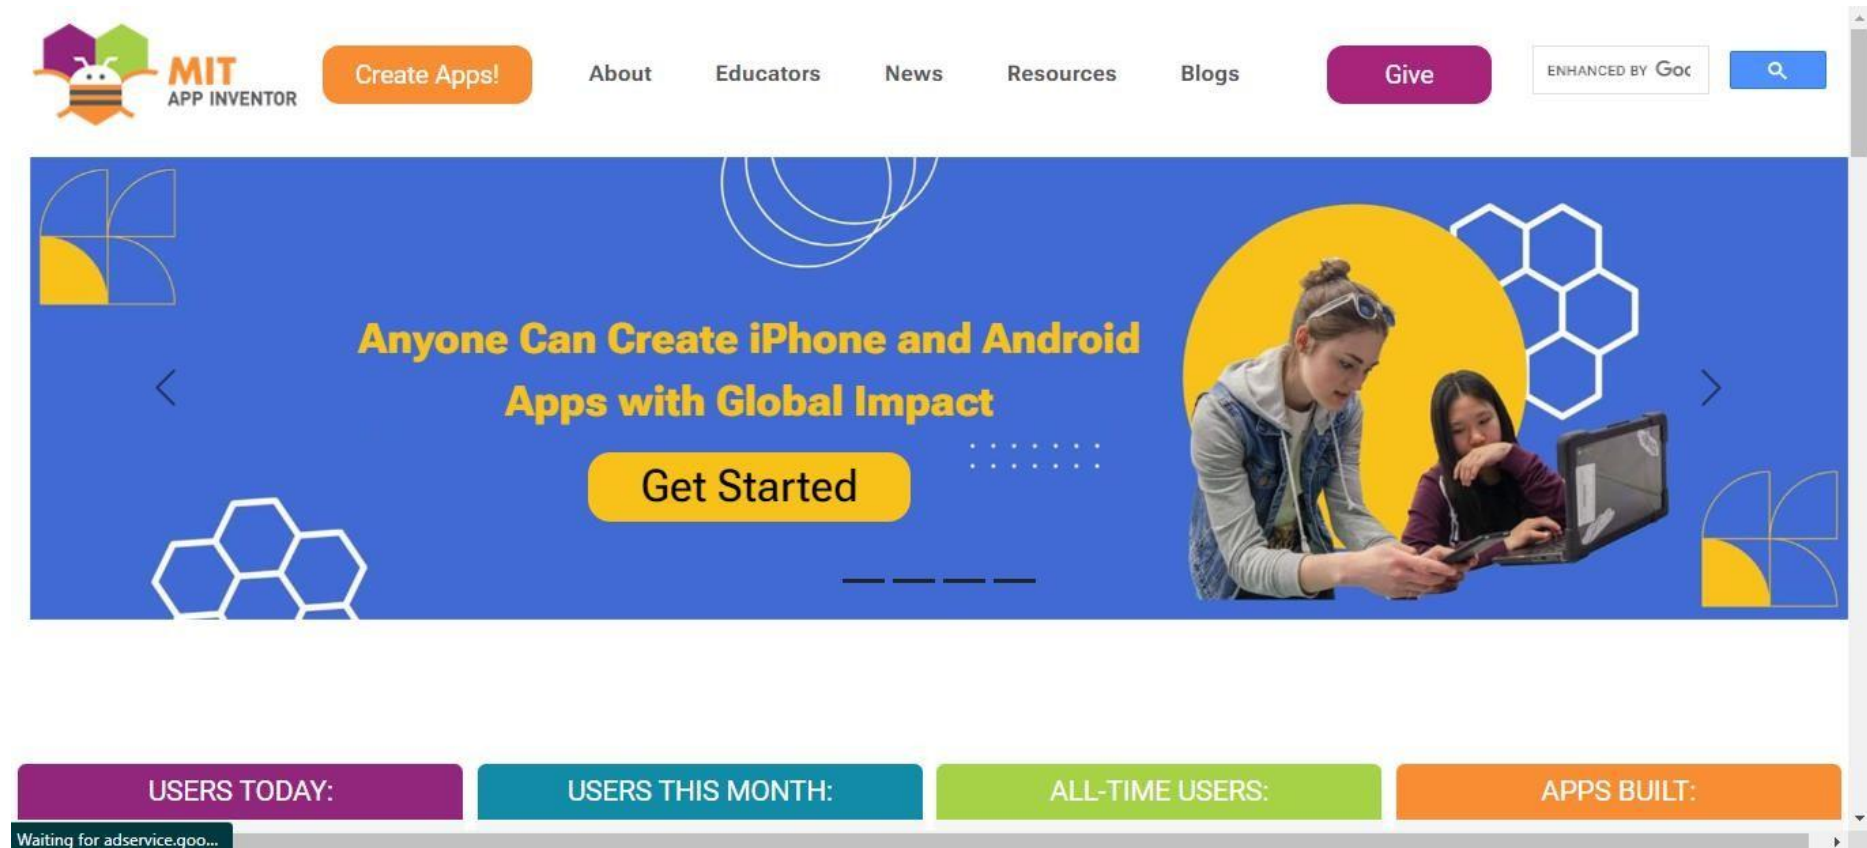 MIT
APP INVENTOR
Create Apps!
About
Educators
News
Resources
Blogs
Give
ENHANCED BY Goo
Anyone Can Create iPhone and Android
Apps with Global Impact
Get Started
USERS TODAY:
USERS THIS MONTH:
ALL-TIME USERS:
APPS BUILT:
Waiting for adservice.goo...